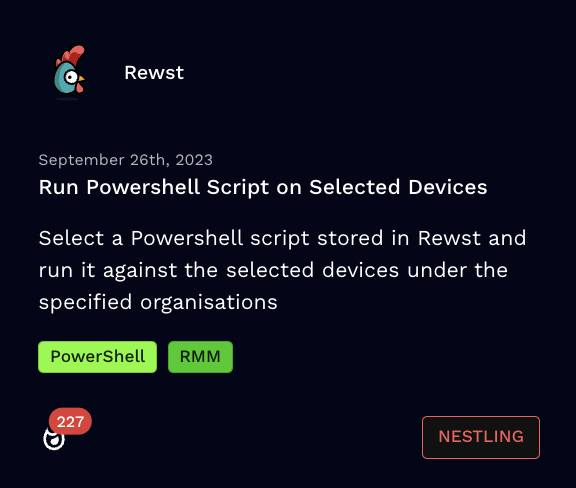 Rewst
September 26th, 2023
Run Powershell Script on Selected Devices
Select a Powershell script stored in Rewst and
run it against the selected devices under the
specified organisations
PowerShell RMM
227
NESTLING